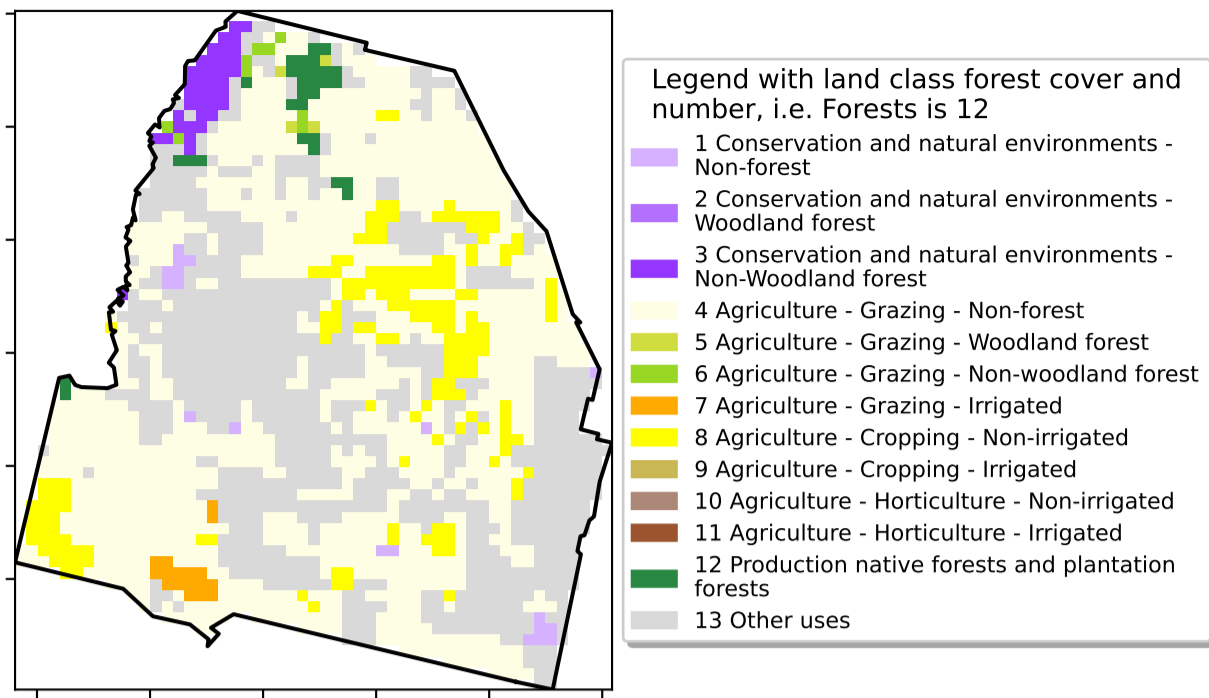 Legend with land class forest cover and
number, i.e. Forests is 12
1 Conservation and natural environments -
Non-forest
2 Conservation and natural environments -
Woodland forest
3 Conservation and natural environments -
Non-Woodland forest
4 Agriculture - Grazing - Non-forest
5 Agriculture - Grazing - Woodland forest
6 Agriculture - Grazing - Non-woodland forest
7 Agriculture - Grazing - Irrigated
8 Agriculture - Cropping - Non-irrigated
9 Agriculture - Cropping - Irrigated
10 Agriculture - Horticulture - Non-irrigated
11 Agriculture - Horticulture - Irrigated
12 Production native forests and plantation
forests
13 Other uses